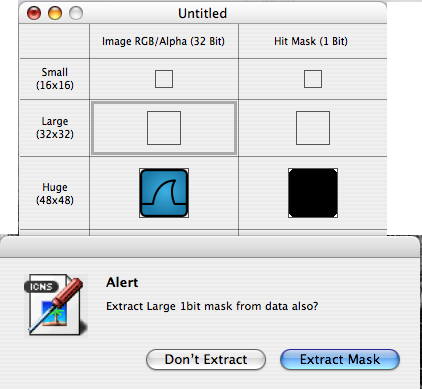 Untitled
Image RGB/Alpha (32 Bit)
Hit Mask (1 Bit)
Small
(16x16)
Large
(32x32)
Huge
(48x48)
ICNS
Alert
Extract Large 1bit mask from data also?
Don't Extract
Extract Mask